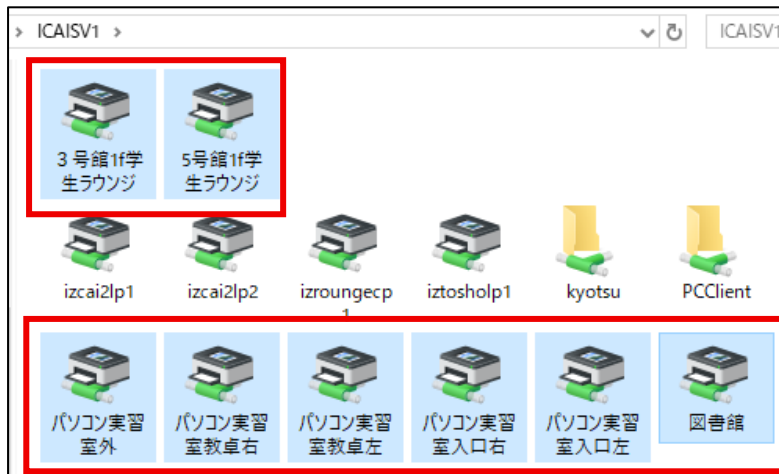 › ICAISV1 ›
ICAISV1
3号館1f学
生ラウンジ
5号館1f学
生ラウンジ
izcai2lp1
izcai2lp2
izroungecp
1
iztosholp1
kyotsu
PCClient
パソコン実習
室外
パソコン実習
室教卓右
パソコン実習
室教卓左
パソコン実習
室入口右
パソコン実習
室入口左
図書館